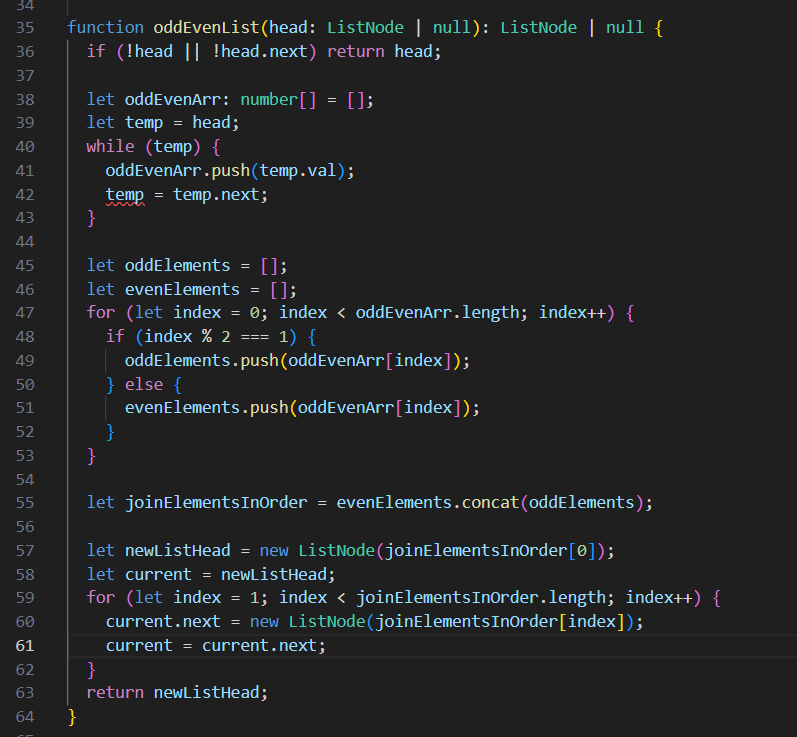 34
35 function oddEvenList(head: ListNode | null): ListNode | null {
36   if (!head || !head.next) return head;
37
38   let oddEvenArr: number[] = [];
39   let temp = head;
40   while (temp) {
41     oddEvenArr.push(temp.val);
42     temp = temp.next;
43   }
44
45   let oddElements = [];
46   let evenElements = [];
47   for (let index = 0; index < oddEvenArr.length; index++) {
48     if (index % 2 === 1) {
49       oddElements.push(oddEvenArr[index]);
50     } else {
51       evenElements.push(oddEvenArr[index]);
52     }
53   }
54
55   let joinElementsInOrder = evenElements.concat(oddElements);
56
57   let newListHead = new ListNode(joinElementsInOrder[0]);
58   let current = newListHead;
59   for (let index = 1; index < joinElementsInOrder.length; index++) {
60     current.next = new ListNode(joinElementsInOrder[index]);
61     current = current.next;
62   }
63   return newListHead;
64 }